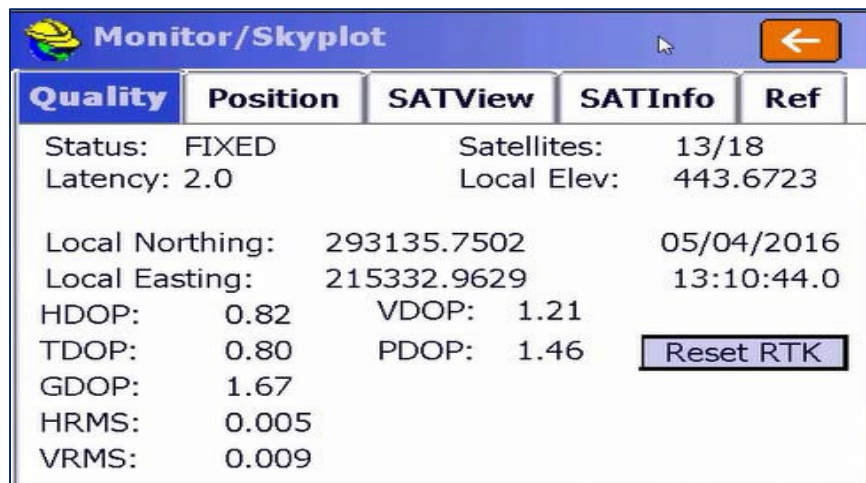 Monitor/Skyplot
Quality Position SATView SATInfo Ref
Status: FIXED Satellites: 13/18
Latency: 2.0 Local Elev: 443.6723
Local Northing: 293135.7502 05/04/2016
Local Easting: 215332.9629 13:10:44.0
HDOP: 0.82 VDOP: 1.21
TDOP: 0.80 PDOP: 1.46 Reset RTK
GDOP: 1.67
HRMS: 0.005
VRMS: 0.009